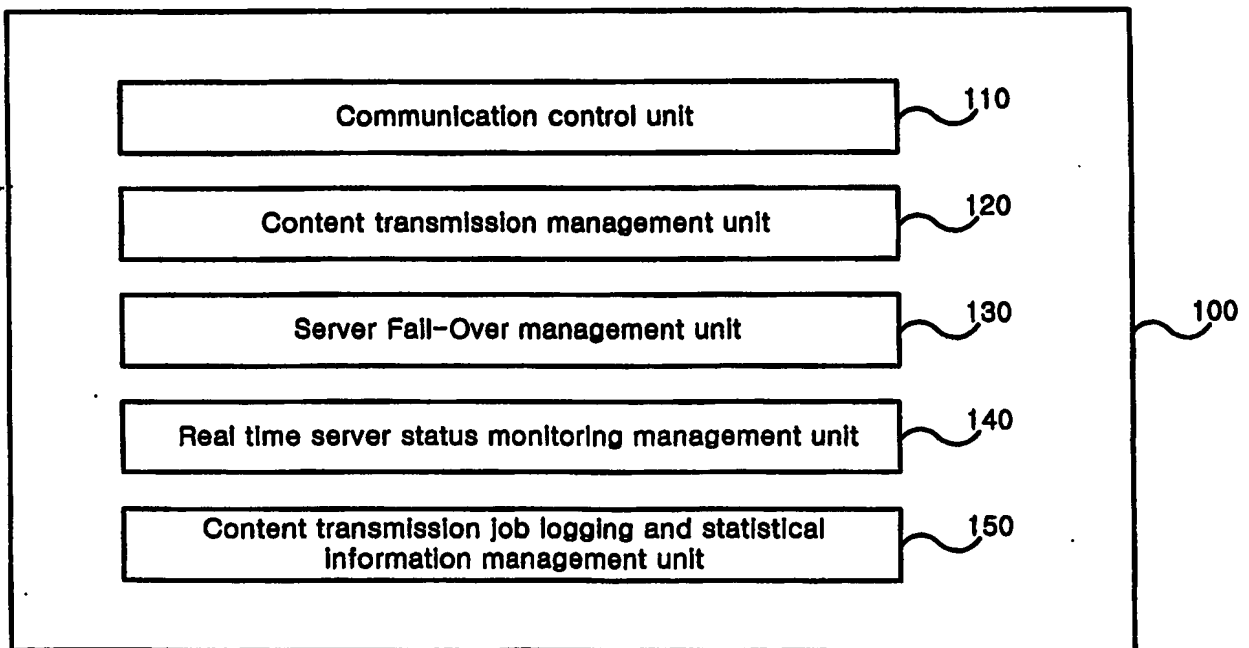 Communication control unit
110
Content transmission management unit
120
Server Fail-Over management unit
130
100
Real time server status monitoring management unit
140
Content transmission job logging and statistical
information management unit
150